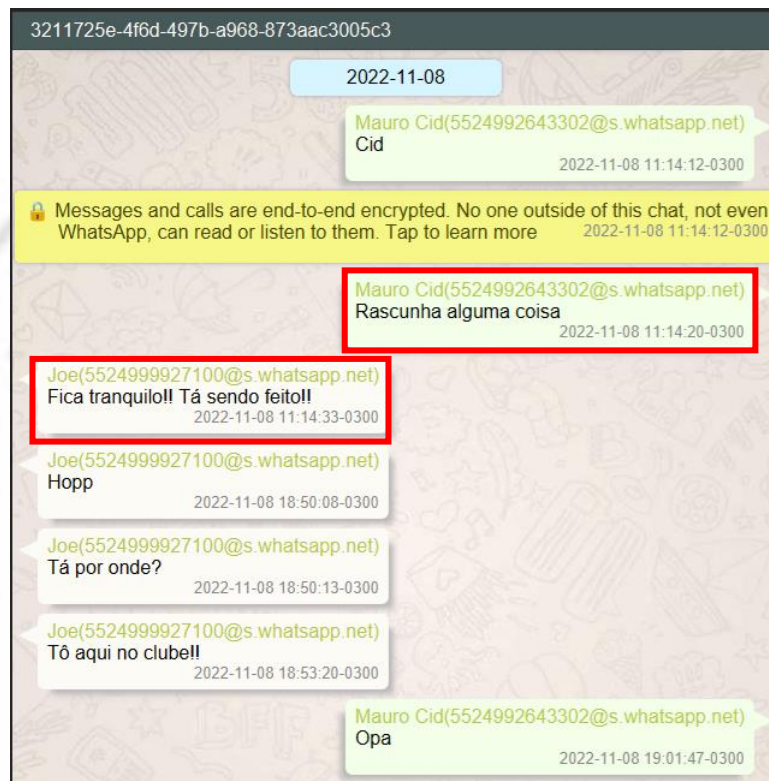 3211725e-4f6d-497b-a968-873aac3005c3
2022-11-08
Mauro Cid(5524992643302@s.whatsapp.net)
Cid
2022-11-08 11:14:12-0300
Messages and calls are end-to-end encrypted. No one outside of this chat, not even
WhatsApp, can read or listen to them. Tap to learn more 2022-11-08 11:14:12-0300
Mauro Cid(5524992643302@s.whatsapp.net)
Rascunha alguma coisa
2022-11-08 11:14:20-0300
Joe(5524999927100@s.whatsapp.net)
Fica tranquilo!! Tá sendo feito!!
2022-11-08 11:14:33-0300
Joe(5524999927100@s.whatsapp.net)
Hopp
2022-11-08 18:50:08-0300
Joe(5524999927100@s.whatsapp.net)
Tá por onde?
2022-11-08 18:50:13-0300
Joe(5524999927100@s.whatsapp.net)
Tô aqui no clube!!
2022-11-08 18:53:20-0300
Mauro Cid(5524992643302@s.whatsapp.net)
Opa
2022-11-08 19:01:47-0300